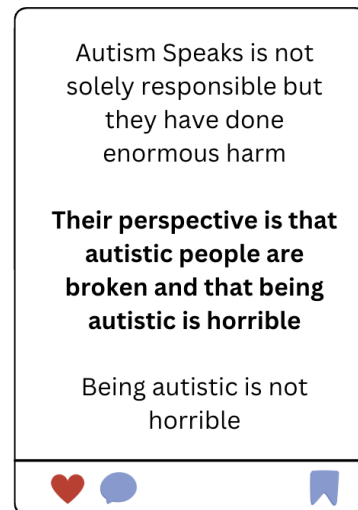 Autism Speaks is not
solely responsible but
they have done
enormous harm
Their perspective is that
autistic people are
broken and that being
autistic is horrible
Being autistic is not
horrible